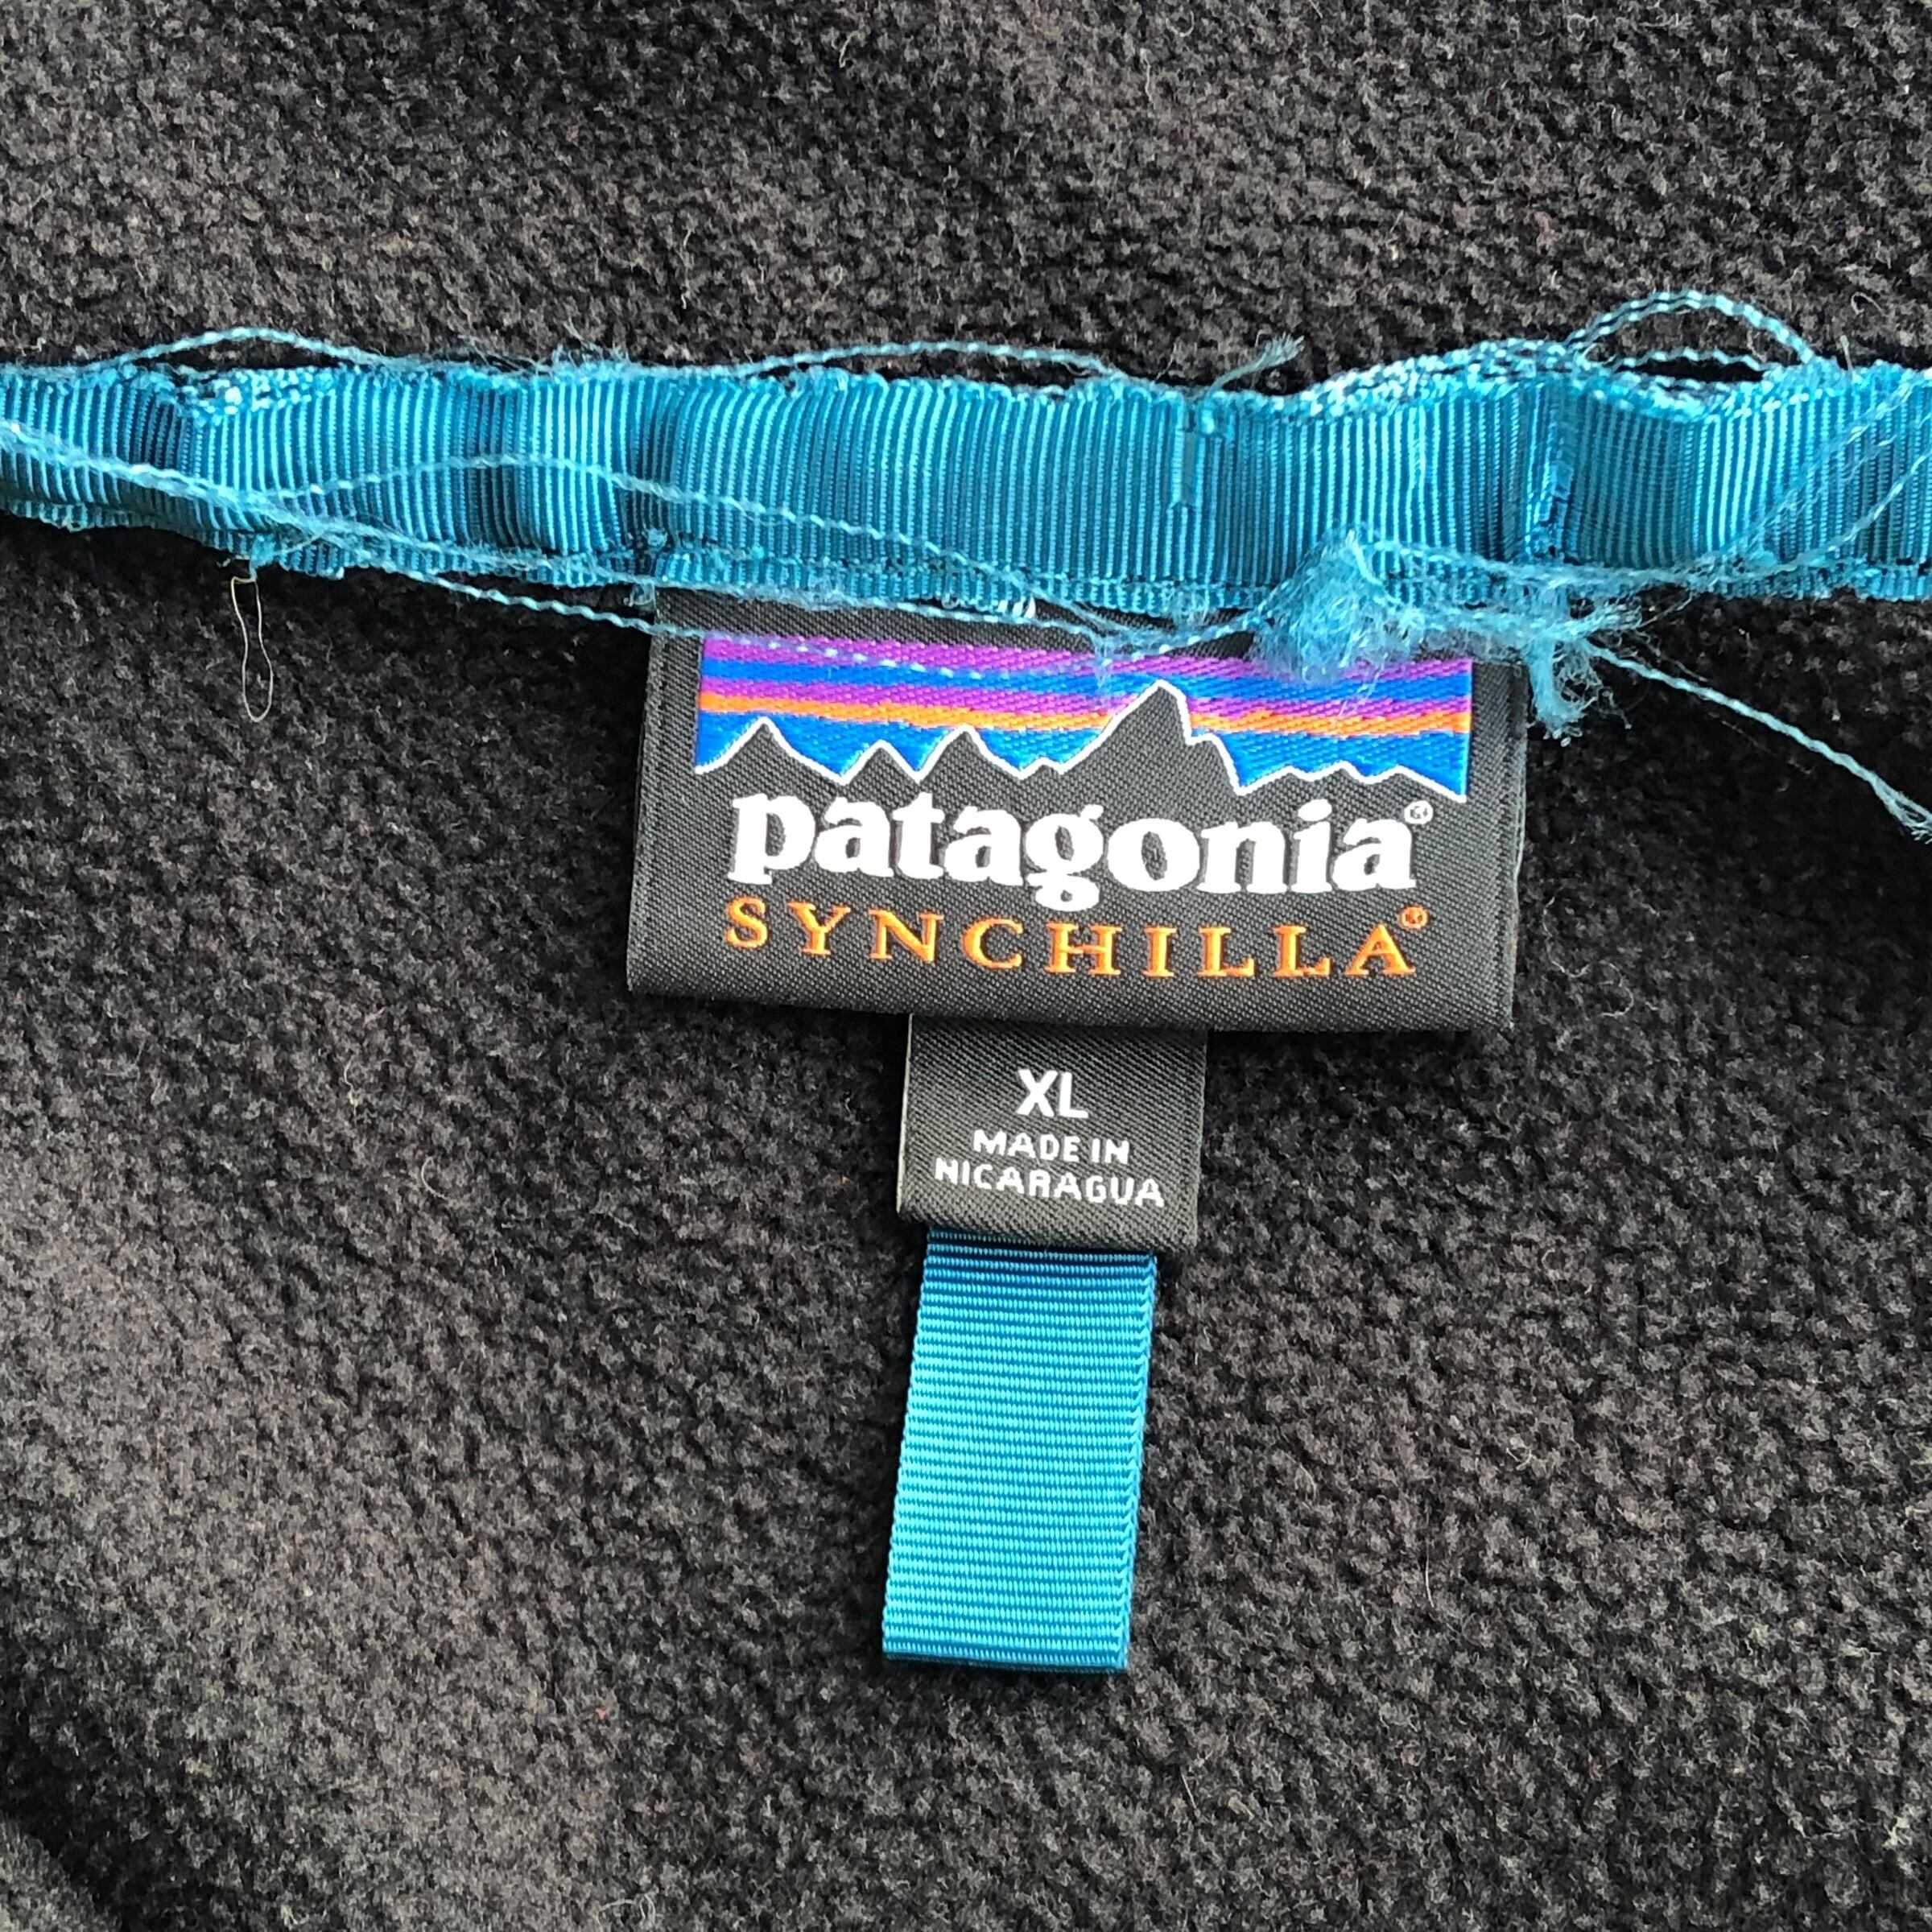 patagonia®
SYNCHILLA®
XL
MADE IN
NICARAGUA